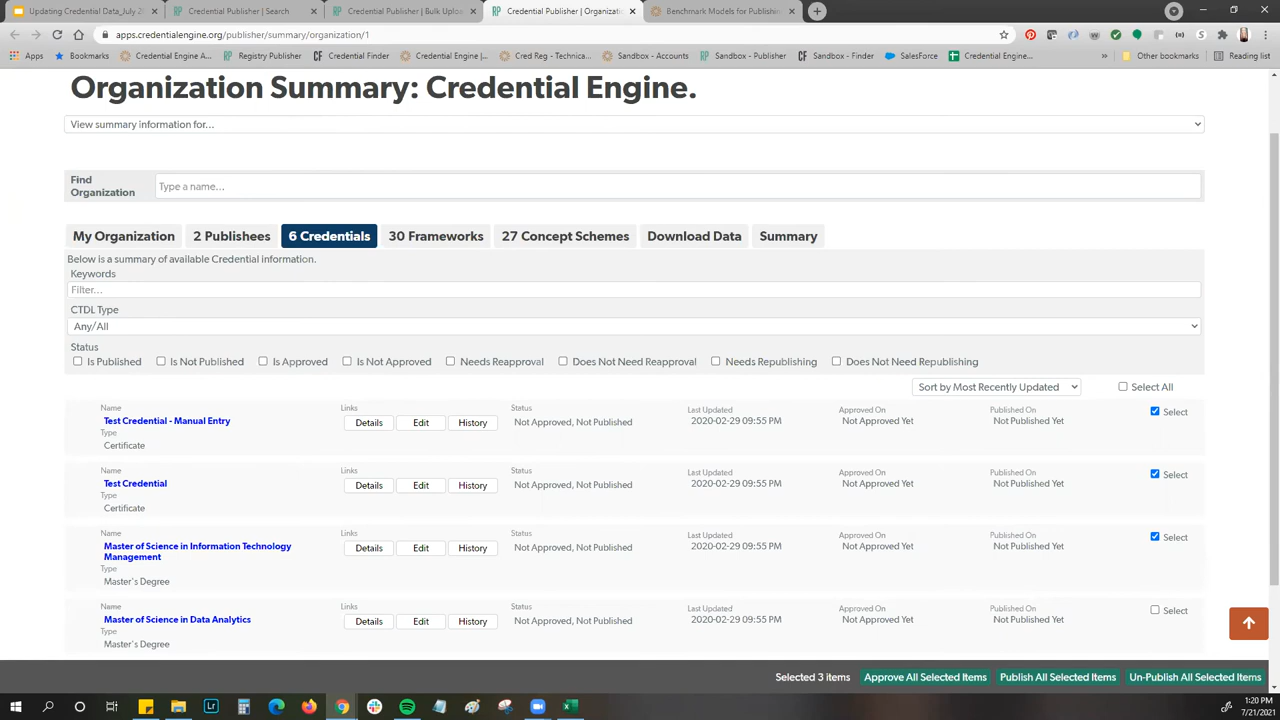 Updating Credential Data_July 2
Credential Publisher | Search
Credential Publisher | Bulk Uploa
Credential Publisher | Organizatio
Benchmark Models for Publishin
apps.credentialengine.org/publisher/summary/organization/1
Apps
Bookmarks
Credential Engine A...
Registry Publisher
Credential Finder
Credential Engine |...
Cred Reg - Technica...
Sandbox - Accounts
Sandbox - Publisher
Sandbox - Finder
SalesForce
Credential Engine...
»
Other bookmarks
Reading list
Organization Summary: Credential Engine.
View summary information for...
Find Organization
Type a name...
My Organization
2 Publishees
6 Credentials
30 Frameworks
27 Concept Schemes
Download Data
Summary
Below is a summary of available Credential information.
Keywords
Filter...
CTDL Type
Any/All
Status
Is Published
Is Not Published
Is Approved
Is Not Approved
Needs Reapproval
Does Not Need Reapproval
Needs Republishing
Does Not Need Republishing
Sort by Most Recently Updated
Select All
Name
Links
Status
Last Updated
Approved On
Published On
Test Credential - Manual Entry
Details
Edit
History
Not Approved, Not Published
2020-02-29 09:55 PM
Not Approved Yet
Not Published Yet
Select
Type
Certificate
Name
Links
Status
Last Updated
Approved On
Published On
Test Credential
Details
Edit
History
Not Approved, Not Published
2020-02-29 09:55 PM
Not Approved Yet
Not Published Yet
Select
Type
Certificate
Name
Links
Status
Last Updated
Approved On
Published On
Master of Science in Information Technology
Management
Details
Edit
History
Not Approved, Not Published
2020-02-29 09:55 PM
Not Approved Yet
Not Published Yet
Select
Type
Master's Degree
Name
Links
Status
Last Updated
Approved On
Published On
Master of Science in Data Analytics
Details
Edit
History
Not Approved, Not Published
2020-02-29 09:55 PM
Not Approved Yet
Not Published Yet
Select
Type
Master's Degree
Selected 3 items
Approve All Selected Items
Publish All Selected Items
Un-Publish All Selected Items
1:20 PM
7/21/2021